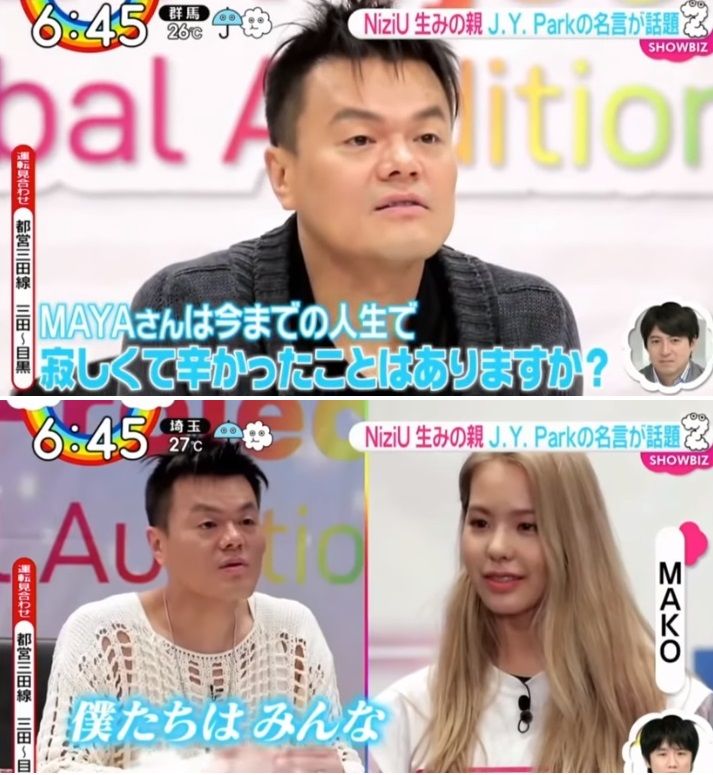 6:45
群馬
26℃
NiziU 生みの親 J.Y. Parkの名言が話題
SHOWBIZ
bal A dition
運転見合わせ
都営三田線 三田〜目黒
MAYAさんは今までの人生で
寂しくて辛かったことはありますか?
6:45
埼玉
27℃
NiziU 生みの親 J.Y. Parkの名言が話題
SHOWBIZ
l Au tio
運転見合わせ
都営三田線 三田〜目
MAKO
僕たちは みんな